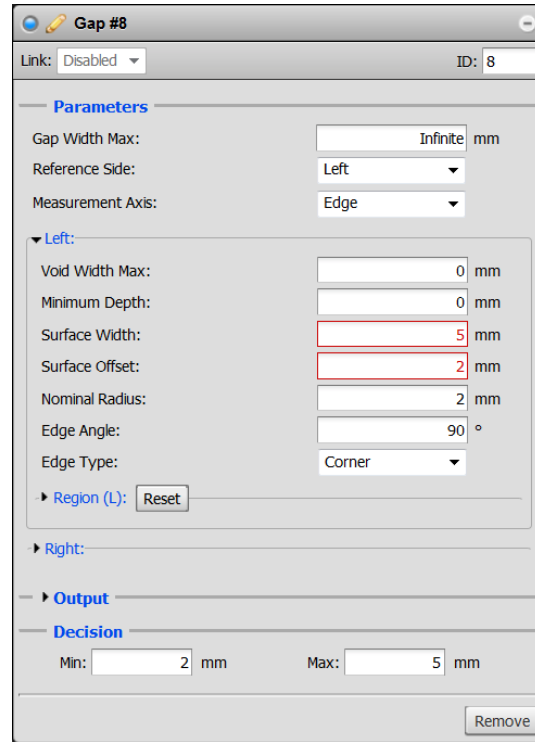 Gap #8
Link: Disabled ID: 8
Parameters
Gap Width Max: Infinite mm
Reference Side: Left
Measurement Axis: Edge
Left:
Void Width Max: 0 mm
Minimum Depth: 0 mm
Surface Width: 5 mm
Surface Offset: 2 mm
Nominal Radius: 2 mm
Edge Angle: 90 °
Edge Type: Corner
Region (L): Reset
Right:
Output
Decision
Min: 2 mm Max: 5 mm
Remove